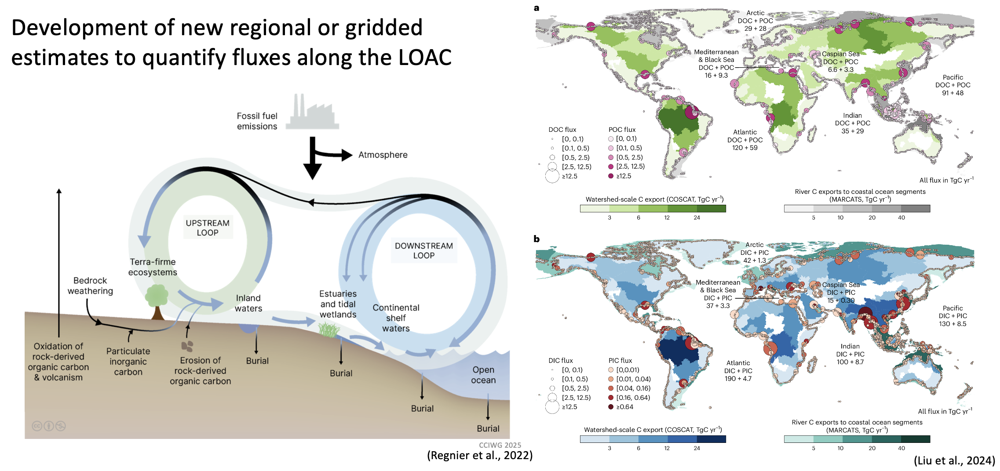 Development of new regional or gridded
estimates to quantify fluxes along the LOAC
Fossil fuel
emissions
Atmosphere
UPSTREAM
LOOP
DOWNSTREAM
LOOP
Terra-firme
ecosystems
Bedrock
weathering
Inland
waters
Estuaries
and tidal
wetlands
Continental
shelf
waters
Oxidation of
rock-derived
organic carbon
& volcanism
Particulate
inorganic
carbon
Erosion of
rock-derived
organic carbon
Burial
Burial
Burial
Open
ocean
Burial
cc
CCIWG 2025
(Regnier et al., 2022)
a
Arctic
DOC + POC
29 + 28
Mediterranean
& Black Sea
DOC + POC
16 + 9.3
Caspian Sea
DOC + POC
6.6 + 3.3
Pacific
DOC + POC
91 + 48
Indian
DOC + POC
35 + 29
Atlantic
DOC + POC
120 + 59
DOC flux
[0, 0.1)
[0.1, 0.5)
[0.5, 2.5)
[2.5, 12.5)
≥12.5
POC flux
[0, 0.1)
[0.1, 0.5)
[0.5, 2.5)
[2.5, 12.5)
≥12.5
All flux in TgC yr⁻¹
Watershed-scale C export (COSCAT, TgC yr⁻¹)
3 6 12 24
River C exports to coastal ocean segments
(MARCATS, TgC yr⁻¹)
5 10 20 40
b
Arctic
DIC + PIC
42 + 1.3
Mediterranean
& Black Sea
DIC + PIC
37 + 3.3
Caspian Sea
DIC + PIC
15 + 0.30
Pacific
DIC + PIC
130 + 8.5
Indian
DIC + PIC
100 + 8.7
Atlantic
DIC + PIC
190 + 4.7
DIC flux
[0, 0.1)
[0.1, 0.5)
[0.5, 2.5)
[2.5, 12.5)
≥12.5
PIC flux
[0,0.01)
[0.01, 0.04)
[0.04, 0.16)
[0.16, 0.64)
≥0.64
All flux in TgC yr⁻¹
Watershed-scale C export (COSCAT, TgC yr⁻¹)
3 6 12 24
River C exports to coastal ocean segments
(MARCATS, TgC yr⁻¹)
5 10 20 40
(Liu et al., 2024)